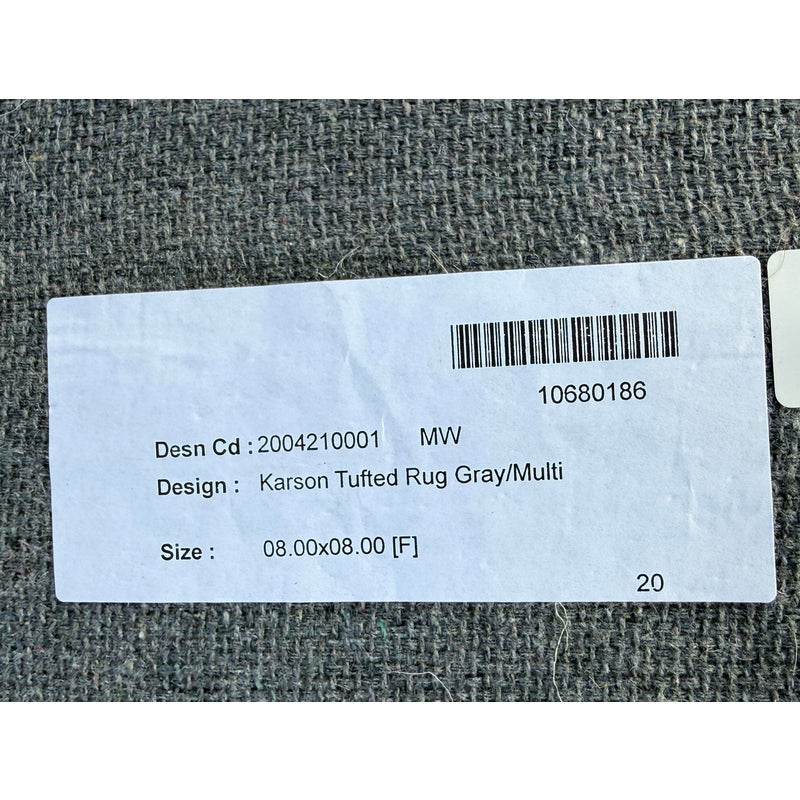 10680186
Desn Cd : 2004210001 MW
Design : Karson Tufted Rug Gray/Multi
Size : 08.00x08.00 [F]
20